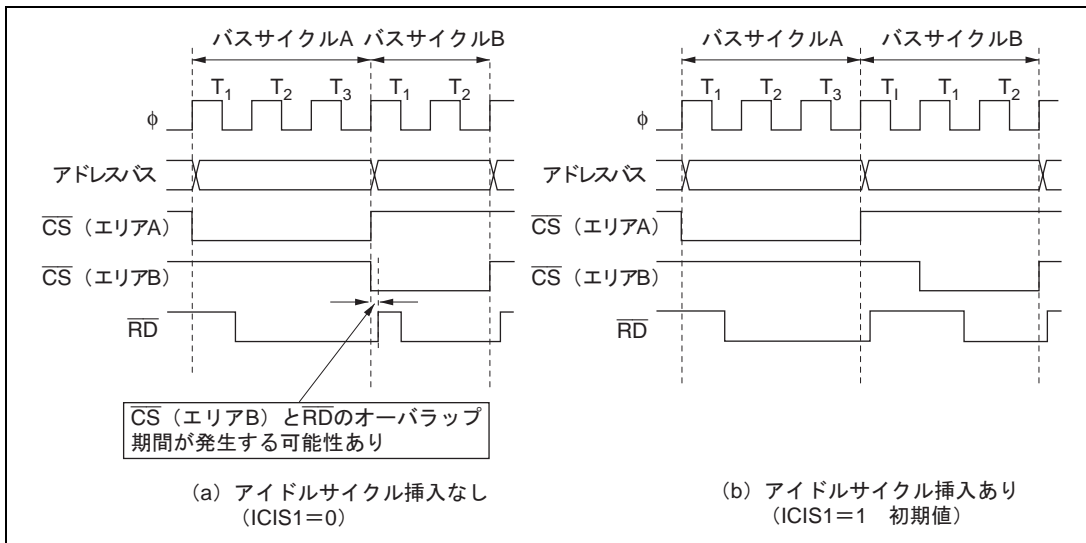 バスサイクルA バスサイクルB
T1 T2 T3 T1 T2
φ
アドレスバス
CS（エリアA）
CS（エリアB）
RD
CS（エリアB）とRDのオーバラップ
期間が発生する可能性あり
(a) アイドルサイクル挿入なし
(ICIS1=0)
バスサイクルA バスサイクルB
T1 T2 T3 TI T1 T2
φ
アドレスバス
CS（エリアA）
CS（エリアB）
RD
(b) アイドルサイクル挿入あり
(ICIS1=1 初期値)